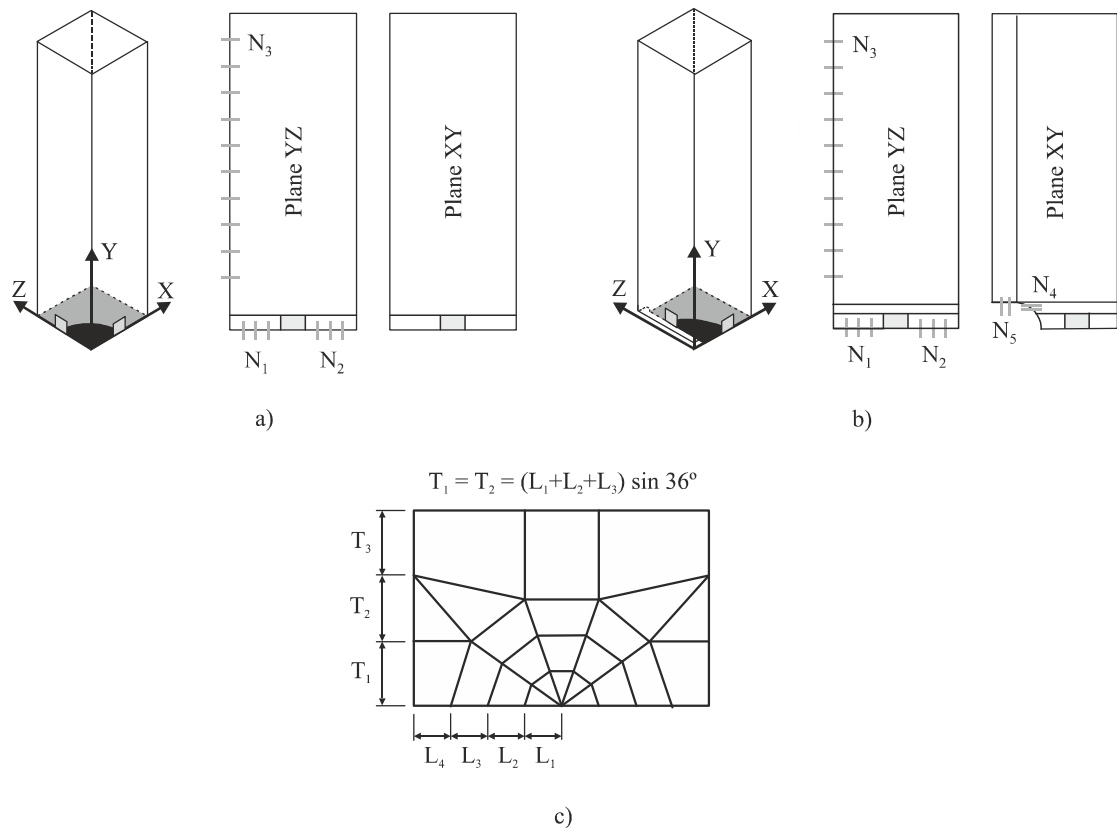 N₃
Plane YZ
Plane XY
Y
Z
X
N₁
N₂
a)
N₃
Plane YZ
Plane XY
Y
Z
X
N₄
N₅
N₁
N₂
b)
T₁ = T₂ = (L₁+L₂+L₃) sin 36º
T₃
T₂
T₁
L₄ L₃ L₂ L₁
c)